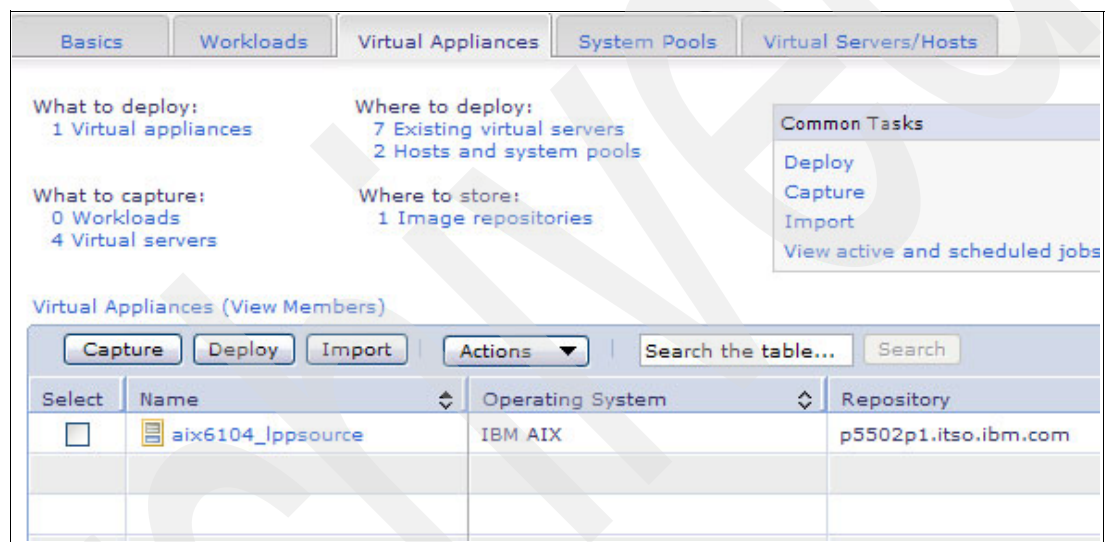 Basics Workloads Virtual Appliances System Pools Virtual Servers/Hosts
What to deploy:
1 Virtual appliances
Where to deploy:
7 Existing virtual servers
2 Hosts and system pools
What to capture:
0 Workloads
4 Virtual servers
Where to store:
1 Image repositories
Common Tasks
Deploy
Capture
Import
View active and scheduled jobs
Virtual Appliances (View Members)
Capture Deploy Import Actions Search the table... Search
Select Name Operating System Repository
aix6104_lppsource IBM AIX p5502p1.itso.ibm.com